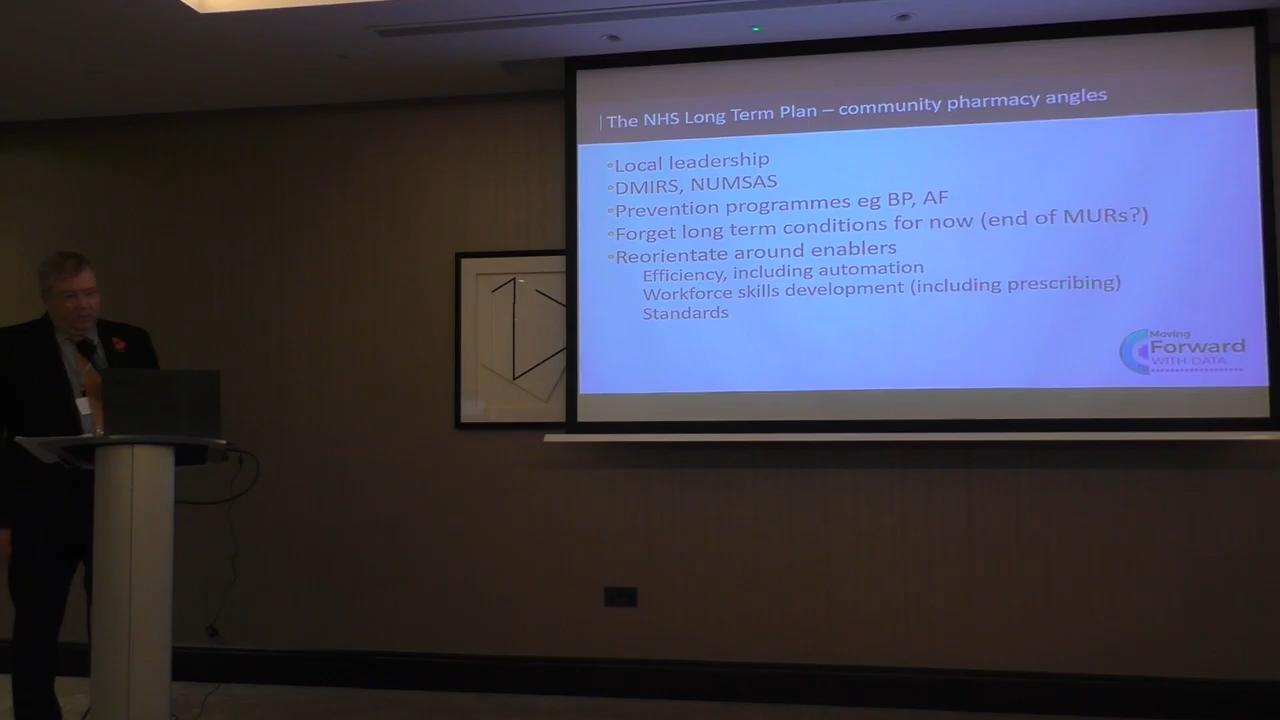 The NHS Long Term Plan – community pharmacy angles
•Local leadership
•DMIRS, NUMSAS
•Prevention programmes eg BP, AF
•Forget long term conditions for now (end of MURs?)
•Reorientate around enablers
Efficiency, including automation
Workforce skills development (including prescribing)
Standards
Moving
Forward
WITH DATA